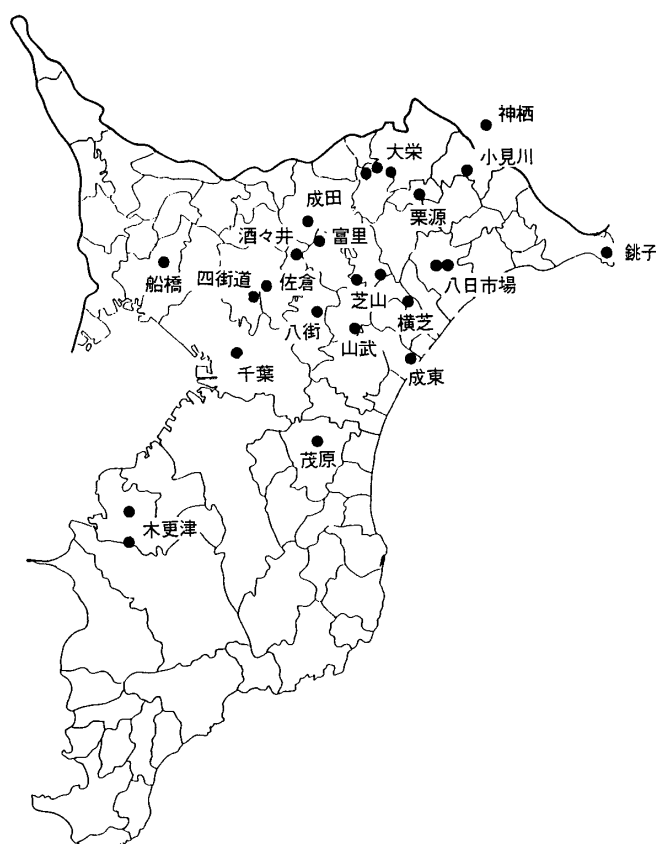 神栖
大栄
小見川
成田
栗源
酒々井
富里
銚子
船橋
四街道
佐倉
八日市場
芝山
八街
横芝
山武
千葉
成東
茂原
木更津